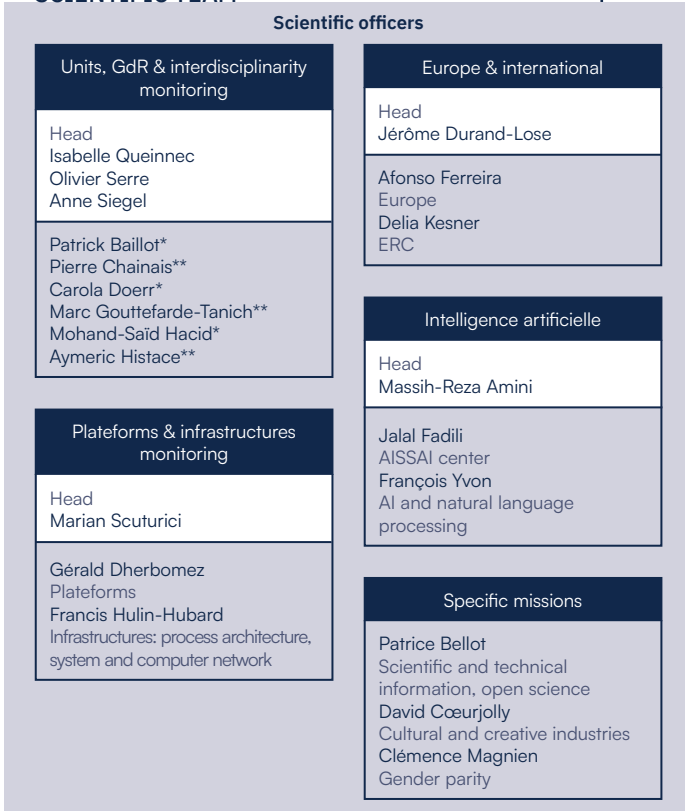 Scientific officers
Units, GdR & interdisciplinarity
monitoring
Head
Isabelle Queinnec
Olivier Serre
Anne Siegel
Patrick Baillot*
Pierre Chainais**
Carola Doerr*
Marc Gouttefarde-Tanich**
Mohand-Saïd Hacid*
Aymeric Histace**
Plateforms & infrastructures
monitoring
Head
Marian Scuturici
Gérald Dherbomez
Plateforms
Francis Hulin-Hubard
Infrastructures: process architecture,
system and computer network
Europe & international
Head
Jérôme Durand-Lose
Afonso Ferreira
Europe
Delia Kesner
ERC
Intelligence artificielle
Head
Massih-Reza Amini
Jalal Fadili
AISSAI center
François Yvon
AI and natural language
processing
Specific missions
Patrice Bellot
Scientific and technical
information, open science
David Cœurjolly
Cultural and creative industries
Clémence Magnien
Gender parity